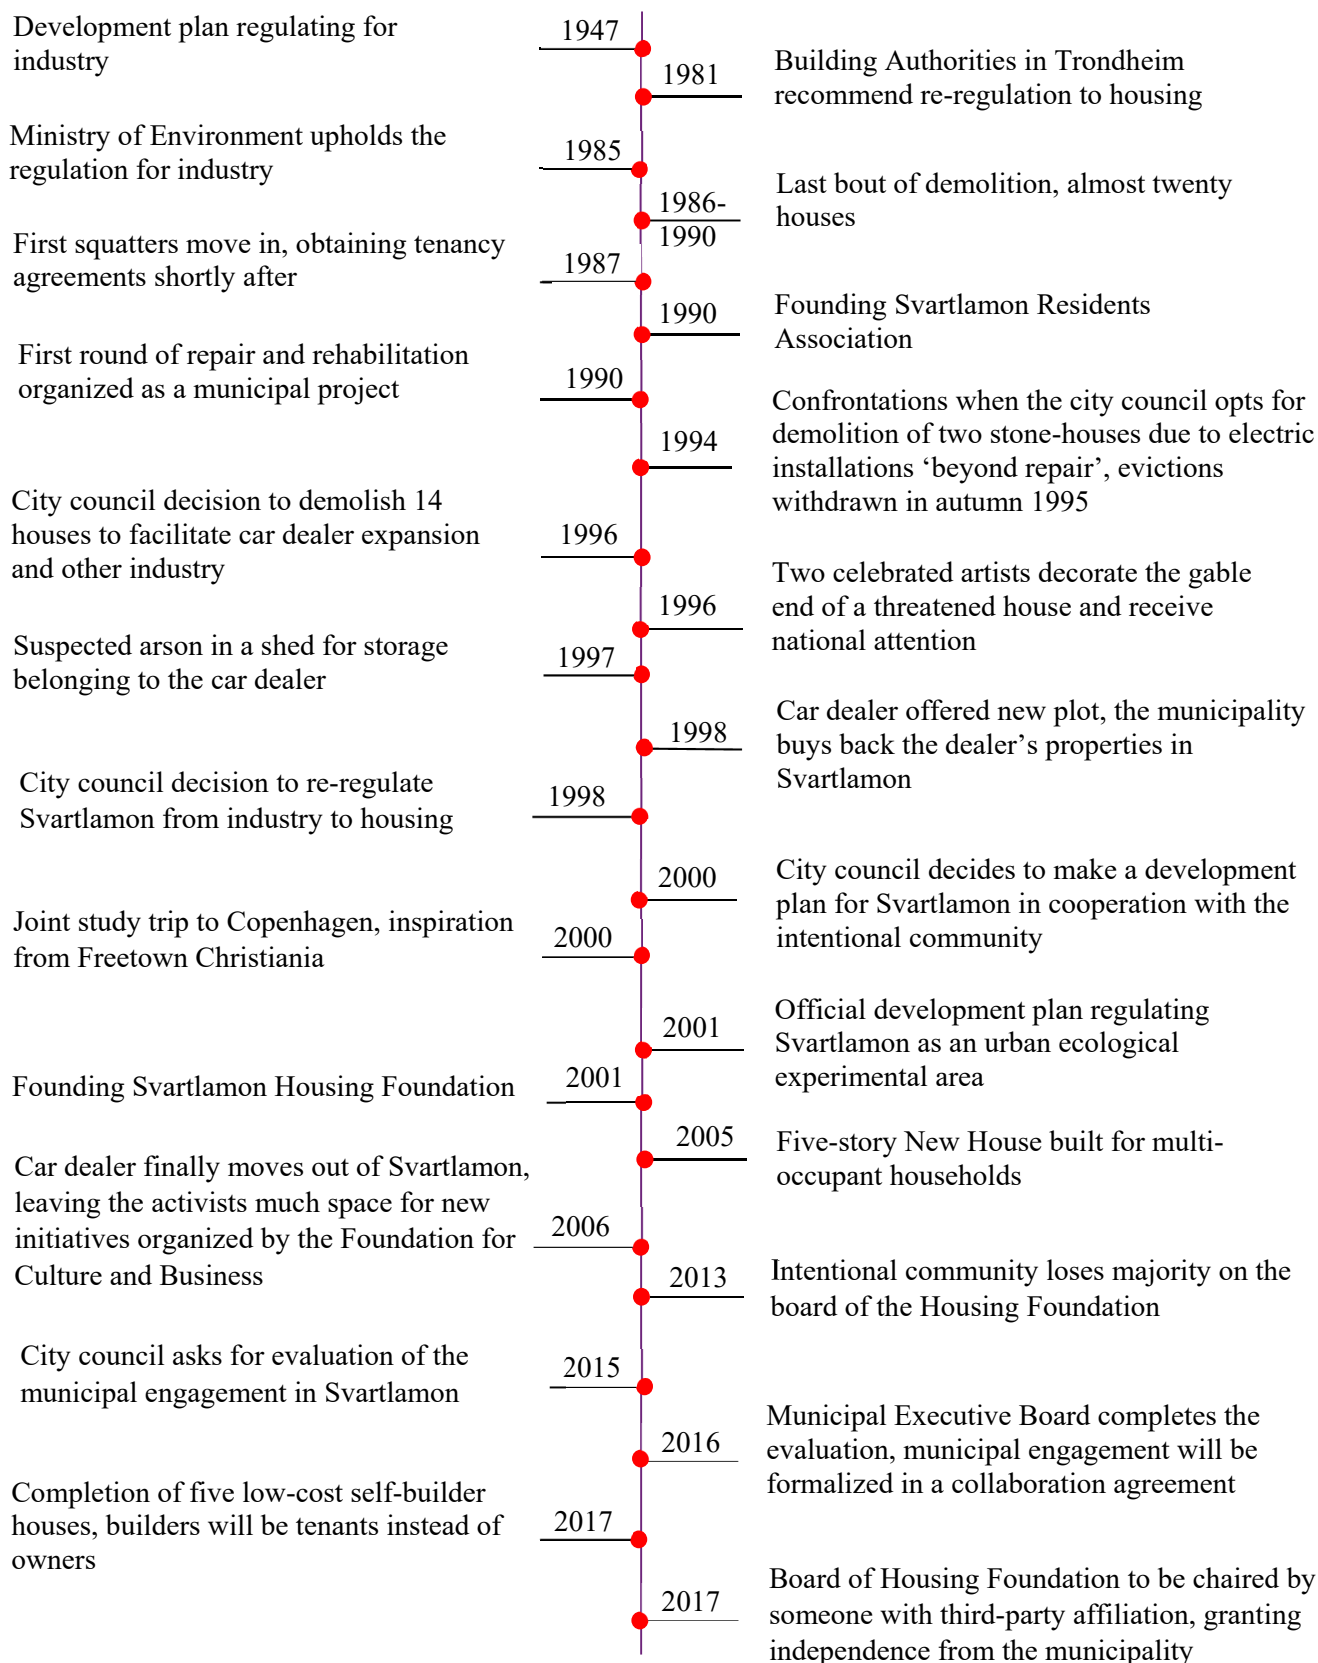 Development plan regulating for
industry
1947
1981
Building Authorities in Trondheim
recommend re-regulation to housing
Ministry of Environment upholds the
regulation for industry
1985
1986-
1990
Last bout of demolition, almost twenty
houses
First squatters move in, obtaining tenancy
agreements shortly after
1987
1990
Founding Svartlamon Residents
Association
First round of repair and rehabilitation
organized as a municipal project
1990
1994
Confrontations when the city council opts for
demolition of two stone-houses due to electric
installations ‘beyond repair’, evictions
withdrawn in autumn 1995
City council decision to demolish 14
houses to facilitate car dealer expansion
and other industry
1996
1996
Two celebrated artists decorate the gable
end of a threatened house and receive
national attention
Suspected arson in a shed for storage
belonging to the car dealer
1997
1998
Car dealer offered new plot, the municipality
buys back the dealer’s properties in
Svartlamon
City council decision to re-regulate
Svartlamon from industry to housing
1998
2000
City council decides to make a development
plan for Svartlamon in cooperation with the
intentional community
Joint study trip to Copenhagen, inspiration
from Freetown Christiania
2000
2001
Official development plan regulating
Svartlamon as an urban ecological
experimental area
Founding Svartlamon Housing Foundation
2001
2005
Five-story New House built for multi-
occupant households
Car dealer finally moves out of Svartlamon,
leaving the activists much space for new
initiatives organized by the Foundation for
Culture and Business
2006
2013
Intentional community loses majority on the
board of the Housing Foundation
City council asks for evaluation of the
municipal engagement in Svartlamon
2015
2016
Municipal Executive Board completes the
evaluation, municipal engagement will be
formalized in a collaboration agreement
Completion of five low-cost self-builder
houses, builders will be tenants instead of
owners
2017
2017
Board of Housing Foundation to be chaired by
someone with third-party affiliation, granting
independence from the municipality